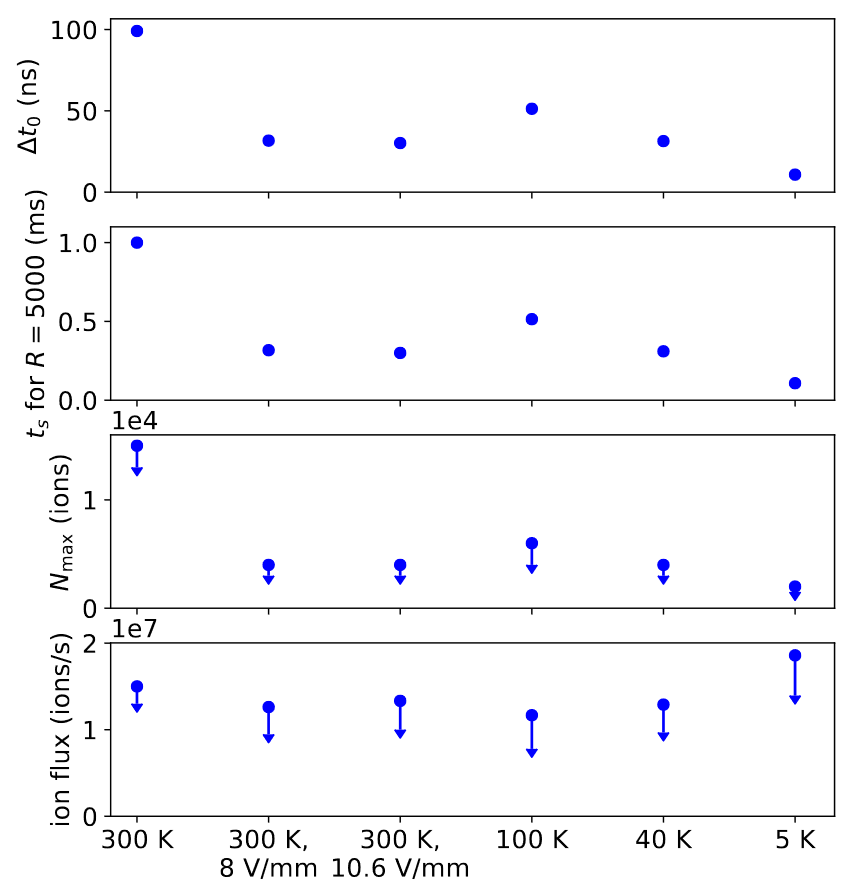 100
50
0
Δt₀ (ns)
1.0
0.5
0.0
tₛ for R = 5000 (ms)
1e4
1
0
N_max (ions)
1e7
2
1
0
ion flux (ions/s)
300 K
300 K,
8 V/mm
300 K,
10.6 V/mm
100 K
40 K
5 K